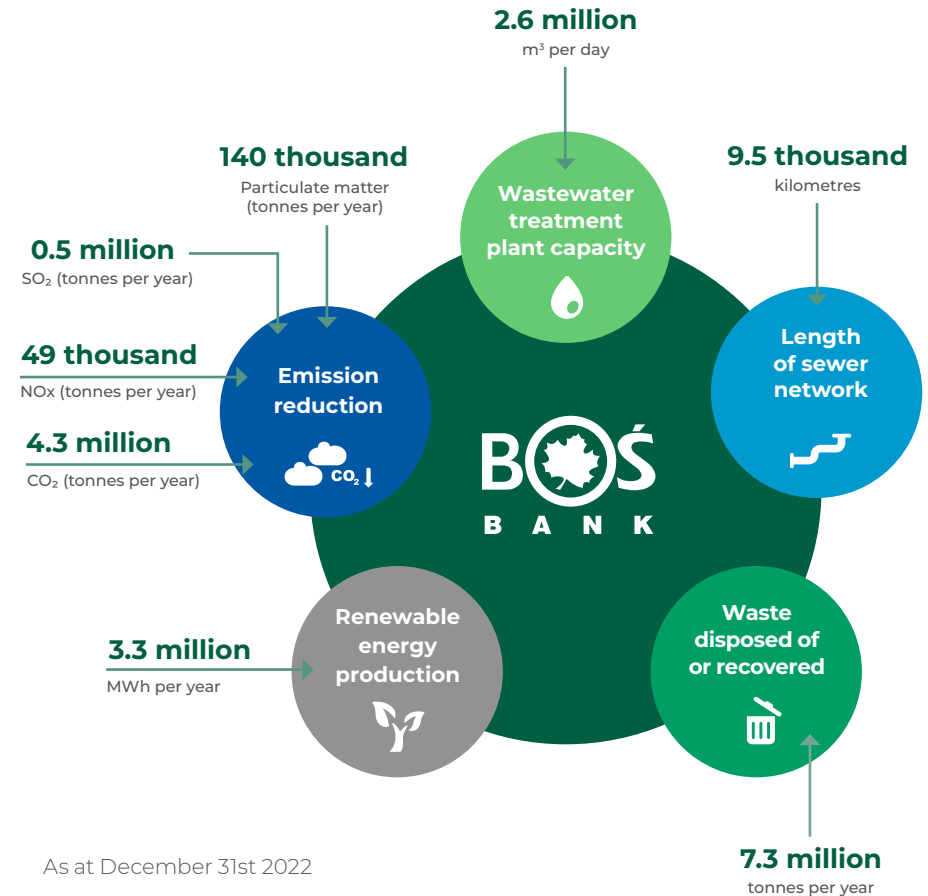 2.6 million
m³ per day
140 thousand
Particulate matter
(tonnes per year)
9.5 thousand
kilometres
0.5 million
SO₂ (tonnes per year)
49 thousand
NOx (tonnes per year)
4.3 million
CO₂ (tonnes per year)
Wastewater
treatment
plant capacity
Length
of sewer
network
Emission
reduction
CO₂
BOŚ
BANK
Renewable
energy
production
3.3 million
MWh per year
Waste
disposed of
or recovered
7.3 million
tonnes per year
As at December 31st 2022